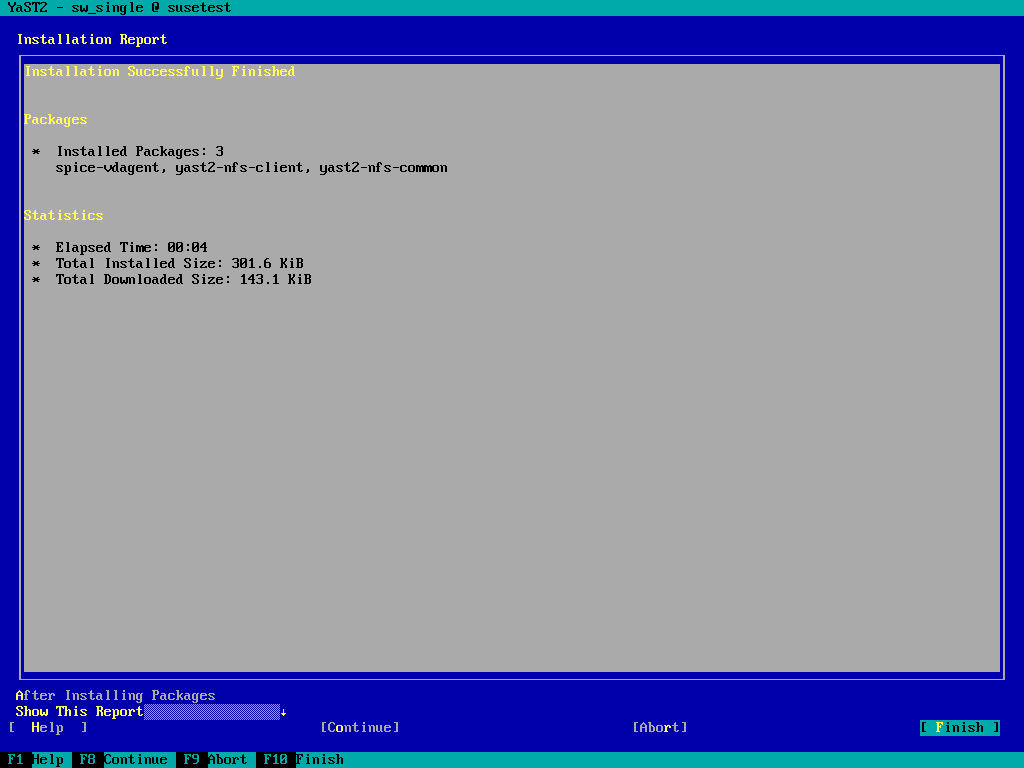 YaST2 - sw_single @ susetest
Installation Report
Installation Successfully Finished
Packages
* Installed Packages: 3
spice-vdagent, yast2-nfs-client, yast2-nfs-common
Statistics
* Elapsed Time: 00:04
* Total Installed Size: 301.6 KiB
* Total Downloaded Size: 143.1 KiB
After Installing Packages
Show This Report↓
[ Help ] [Continue] [Abort] [ Finish ]
F1 Help F8 Continue F9 Abort F10 Finish